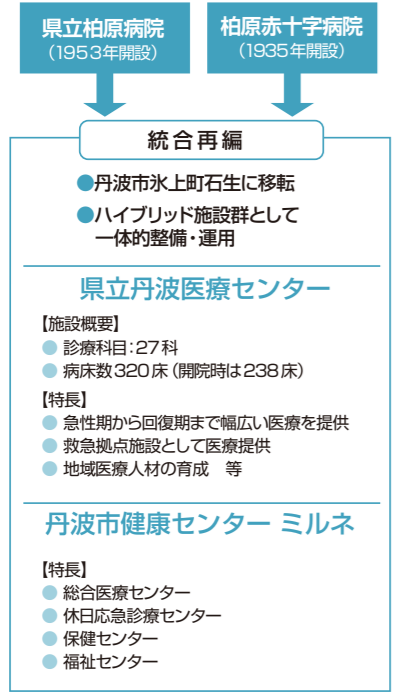 県立柏原病院
（1953年開設）
柏原赤十字病院
（1935年開設）
統合再編
●丹波市氷上町石生に移転
●ハイブリッド施設群として
一体的整備・運用
県立丹波医療センター
【施設概要】
● 診療科目：27科
● 病床数320床（開院時は238床）
【特長】
● 急性期から回復期まで幅広い医療を提供
● 救急拠点施設として医療提供
● 地域医療人材の育成　等
丹波市健康センター ミルネ
【特長】
● 総合医療センター
● 休日応急診療センター
● 保健センター
● 福祉センター